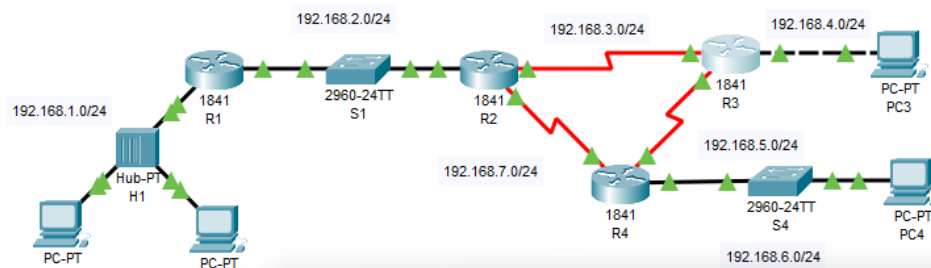 192.168.2.0/24
192.168.3.0/24
192.168.4.0/24
1841
R1
2960-24TT
S1
1841
R2
1841
R3
PC-PT
PC3
192.168.1.0/24
Hub-PT
H1
192.168.7.0/24
192.168.5.0/24
1841
R4
2960-24TT
S4
PC-PT
PC4
PC-PT
PC-PT
192.168.6.0/24